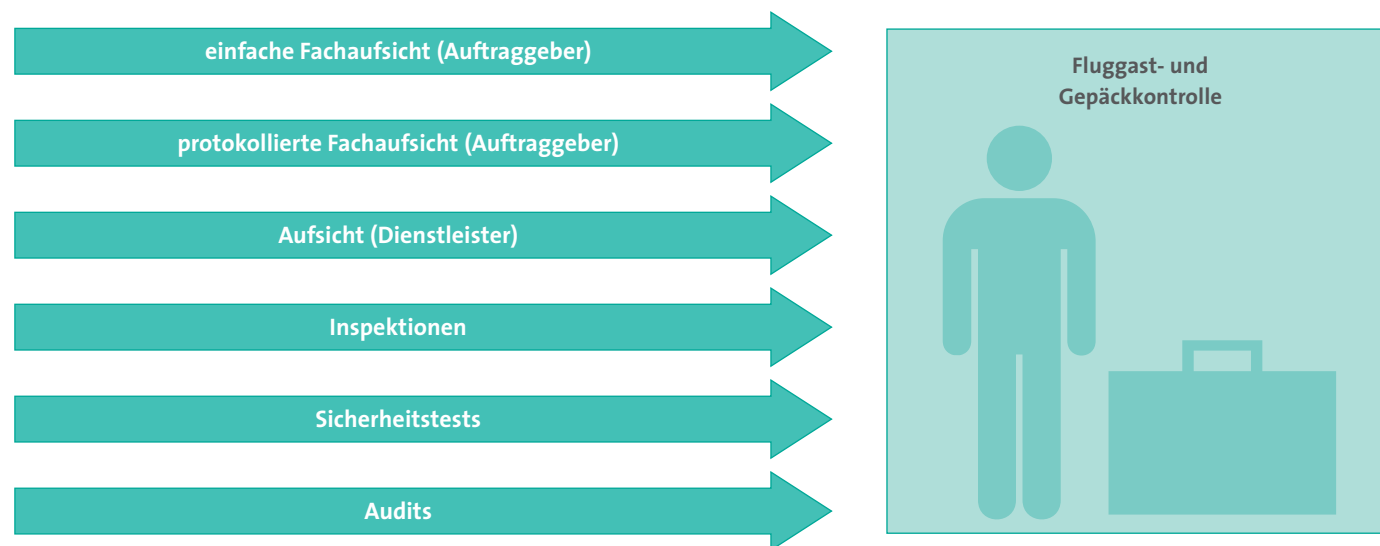 einfache Fachaufsicht (Auftraggeber)
protokollierte Fachaufsicht (Auftraggeber)
Aufsicht (Dienstleister)
Inspektionen
Sicherheitstests
Audits
Fluggast- und
Gepäckkontrolle